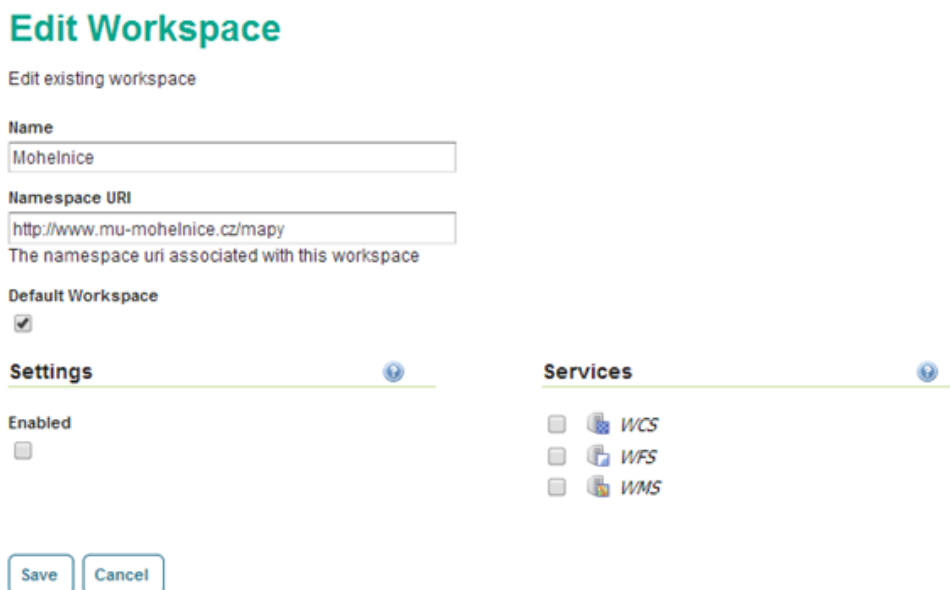 Edit Workspace
Edit existing workspace
Name
Mohelnice
Namespace URI
http://www.mu-mohelnice.cz/mapy
The namespace uri associated with this workspace
Default Workspace
Settings
Enabled
Services
WCS
WFS
WMS
Save Cancel